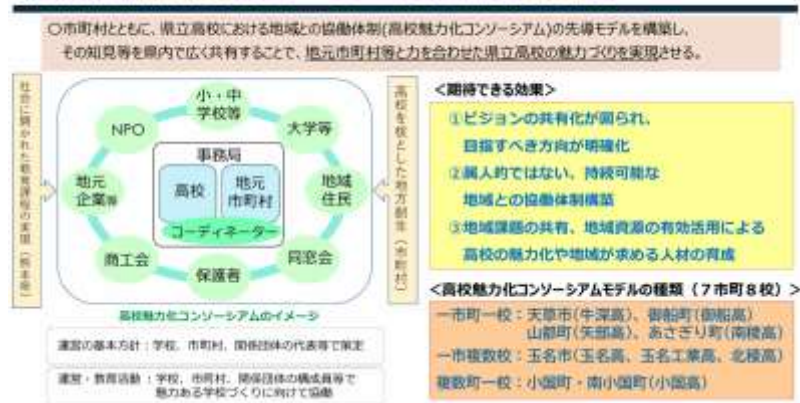 ○市町村とともに、県立高校における地域との協働体制(高校魅力化コンソーシアム)の先導モデルを構築し、
その知見等を県内で広く共有することで、地元市町村等と力を合わせた県立高校の魅力づくりを実現させる。
社会に開かれた教育課程の実現(熊本県)
小・中
学校等
NPO
大学等
事務局
高校
地元
市町村
コーディネーター
地元
企業等
地域
住民
商工会
同窓会
保護者
高校を核とした地方創生(市町村)
高校魅力化コンソーシアムのイメージ
運営の基本方針:学校、市町村、関係団体の代表等で策定
運営・教育活動:学校、市町村、関係団体の構成員等で
魅力ある学校づくりに向けて協働
<期待できる効果>
①ビジョンの共有化が図られ、
目指すべき方向が明確化
②属人的ではない、持続可能な
地域との協働体制構築
③地域課題の共有、地域資源の有効活用による
高校の魅力化や地域が求める人材の育成
<高校魅力化コンソーシアムモデルの種類(7市町8校)>
一市町一校:天草市(牛深高)、御船町(御船高)
山都町(矢部高)、あさぎり町(南稜高)
一市複数校:玉名市(玉名高、玉名工業高、北稜高)
複数町一校:小国町・南小国町(小国高)